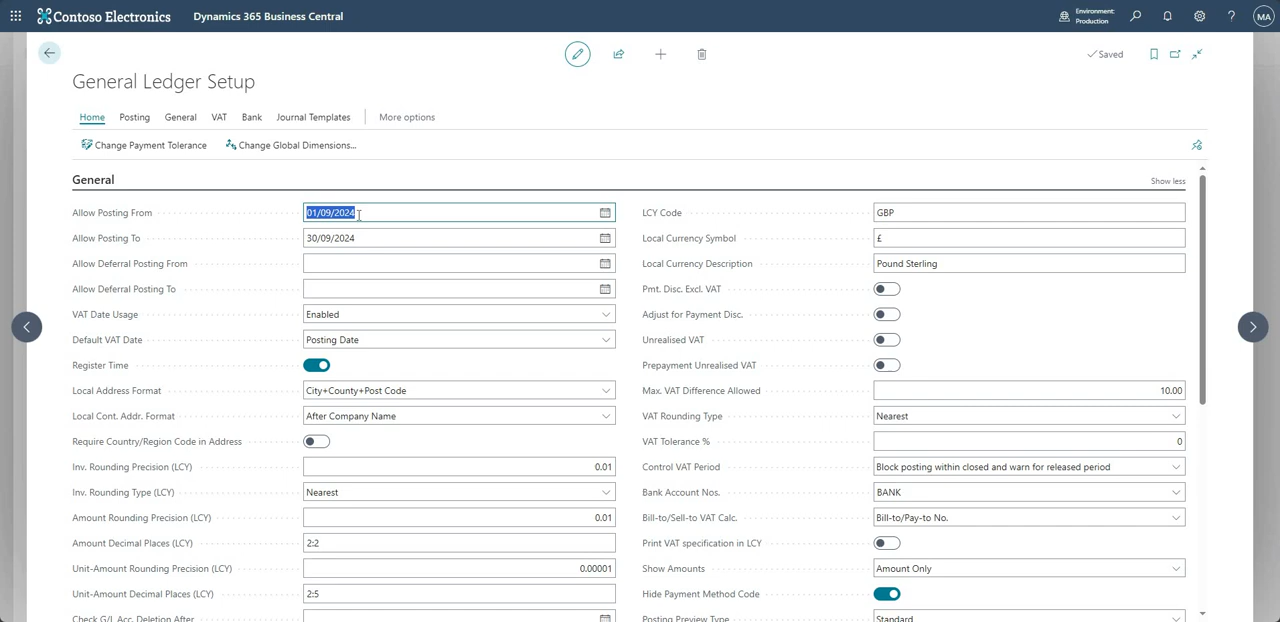 Contoso Electronics Dynamics 365 Business Central Environment: Production ? MA
Saved
General Ledger Setup
Home Posting General VAT Bank Journal Templates More options
Change Payment Tolerance Change Global Dimensions...
General Show less
Allow Posting From 01/09/2024
Allow Posting To 30/09/2024
Allow Deferral Posting From
Allow Deferral Posting To
VAT Date Usage Enabled
Default VAT Date Posting Date
Register Time
Local Address Format City+County+Post Code
Local Cont. Addr. Format After Company Name
Require Country/Region Code in Address
Inv. Rounding Precision (LCY) 0.01
Inv. Rounding Type (LCY) Nearest
Amount Rounding Precision (LCY) 0.01
Amount Decimal Places (LCY) 2:2
Unit-Amount Rounding Precision (LCY) 0.00001
Unit-Amount Decimal Places (LCY) 2:5
Check G/L Acc. Deletion After
LCY Code GBP
Local Currency Symbol £
Local Currency Description Pound Sterling
Pmt. Disc. Excl. VAT
Adjust for Payment Disc.
Unrealised VAT
Prepayment Unrealised VAT
Max. VAT Difference Allowed 10.00
VAT Rounding Type Nearest
VAT Tolerance % 0
Control VAT Period Block posting within closed and warn for released period
Bank Account Nos. BANK
Bill-to/Sell-to VAT Calc. Bill-to/Pay-to No.
Print VAT specification in LCY
Show Amounts Amount Only
Hide Payment Method Code
Posting Preview Type Standard